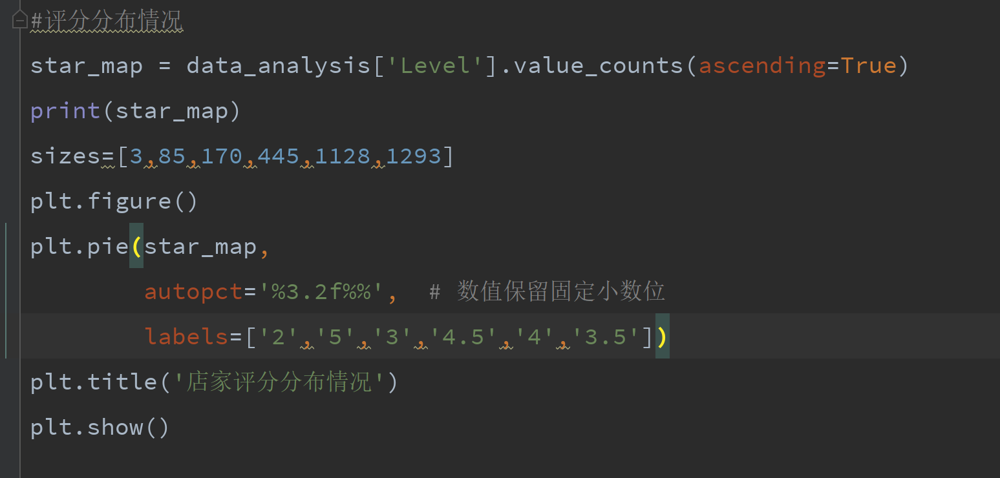 #评分分布情况
star_map = data_analysis['Level'].value_counts(ascending=True)
print(star_map)
sizes=[3,85,170,445,1128,1293]
plt.figure()
plt.pie(star_map,
        autopct='%3.2f%%',  # 数值保留固定小数位
        labels=['2','5','3','4.5','4','3.5'])
plt.title('店家评分分布情况')
plt.show()